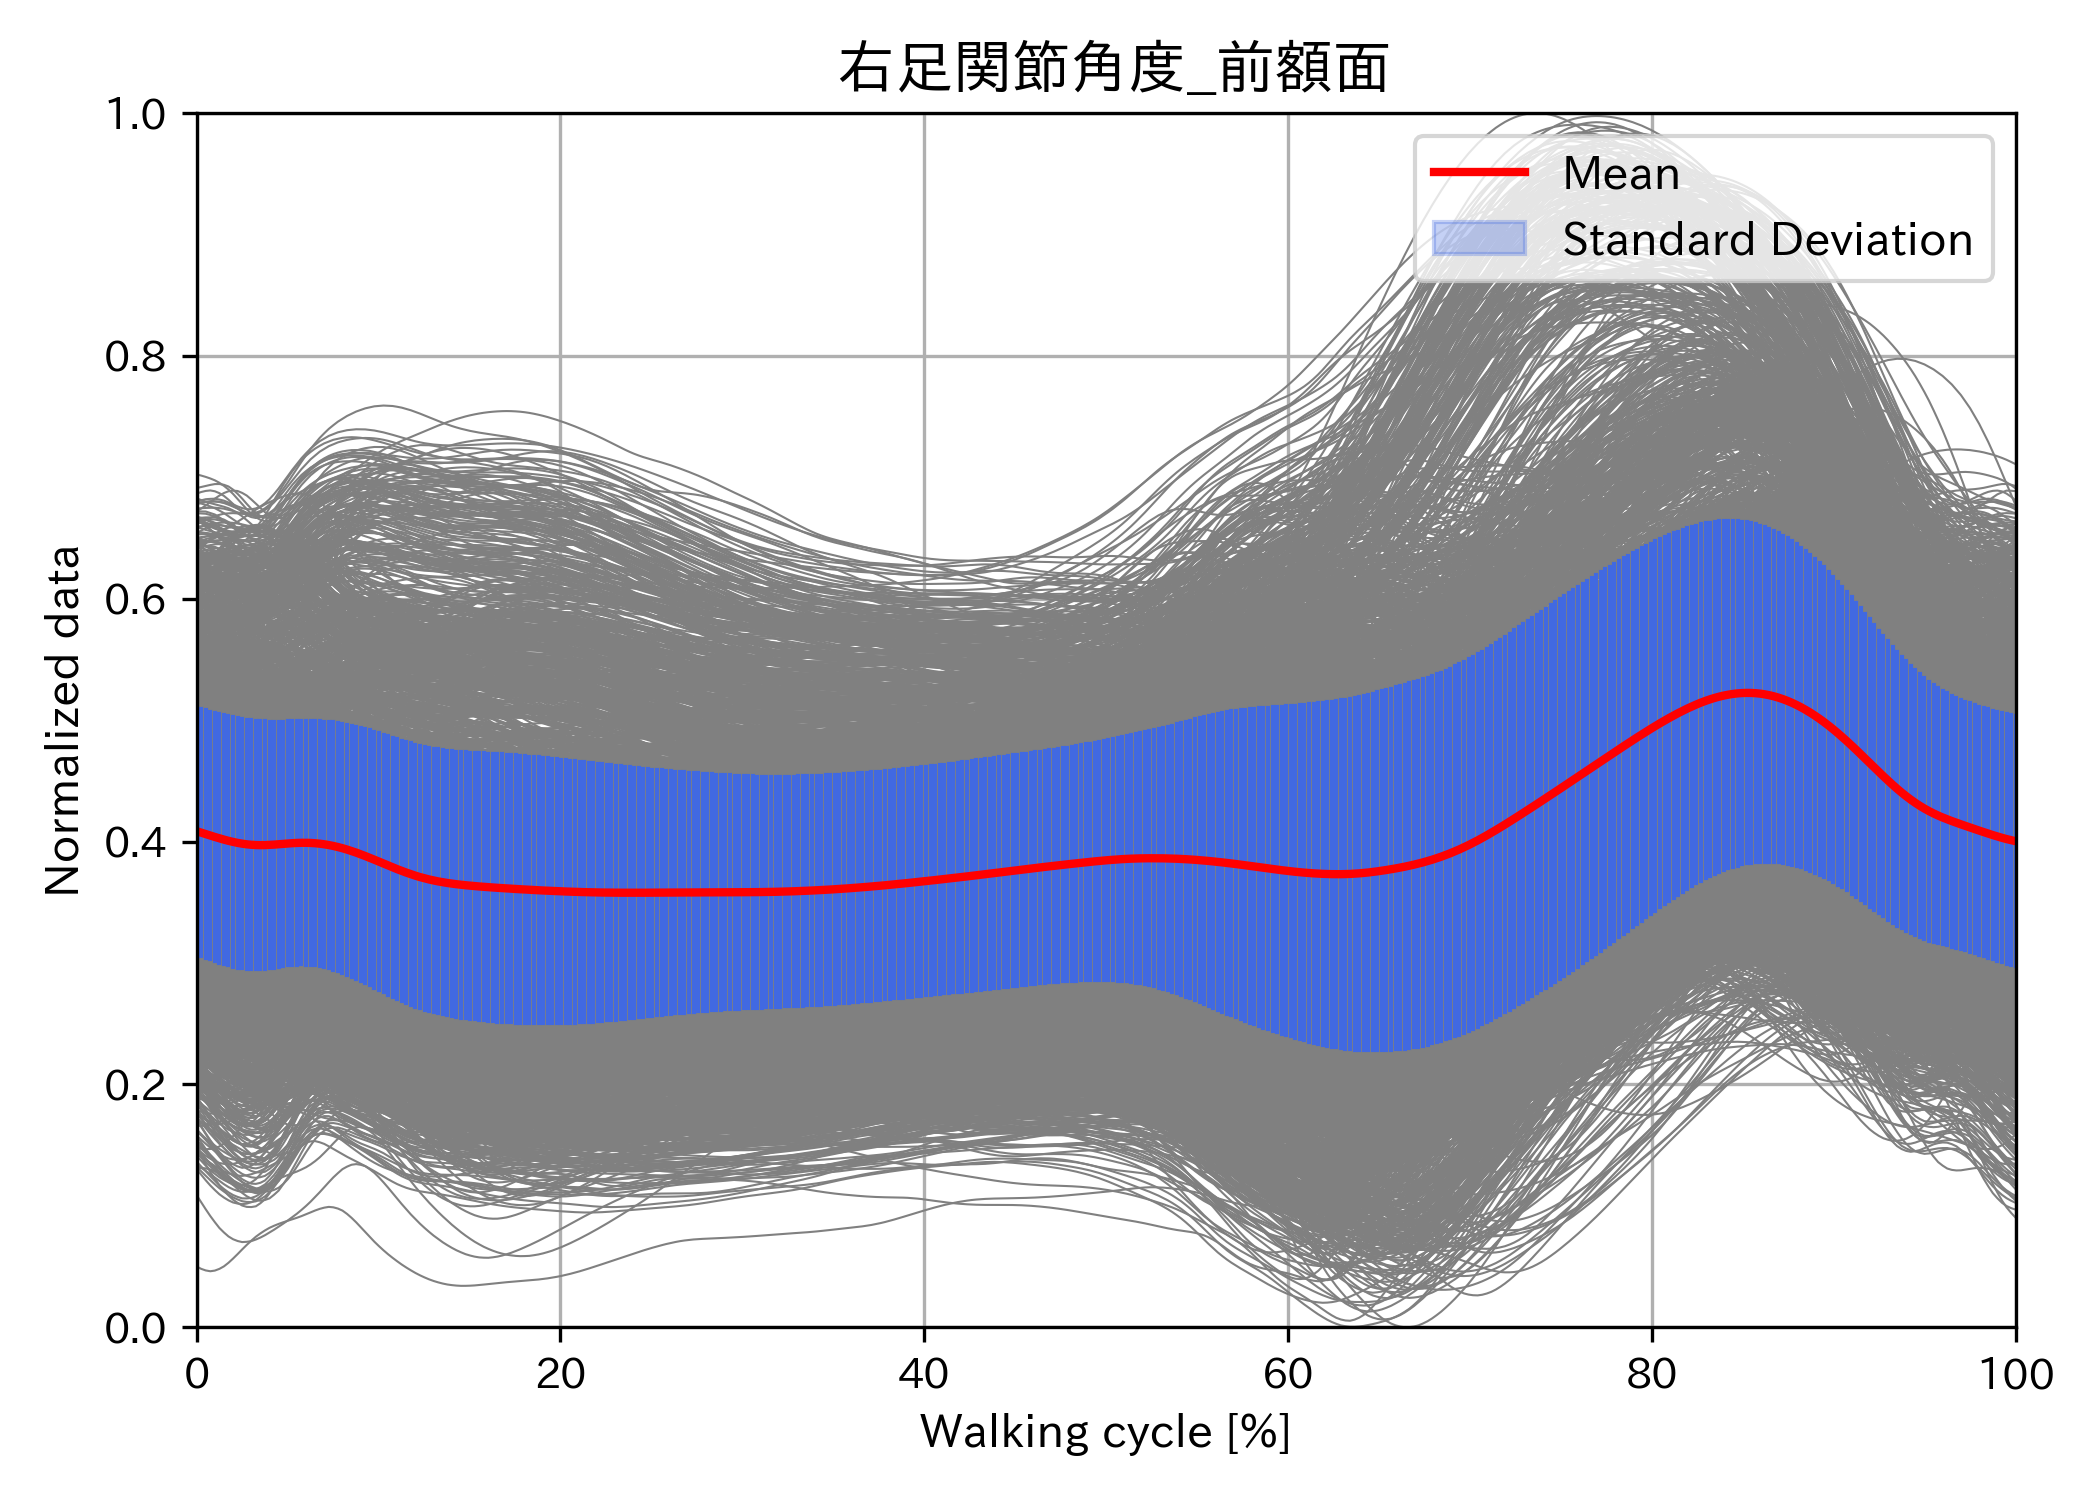 右足関節角度_前額面
1.0
0.8
0.6
0.4
0.2
0.0
Normalized data
Mean
Standard Deviation
0 20 40 60 80 100
Walking cycle [%]